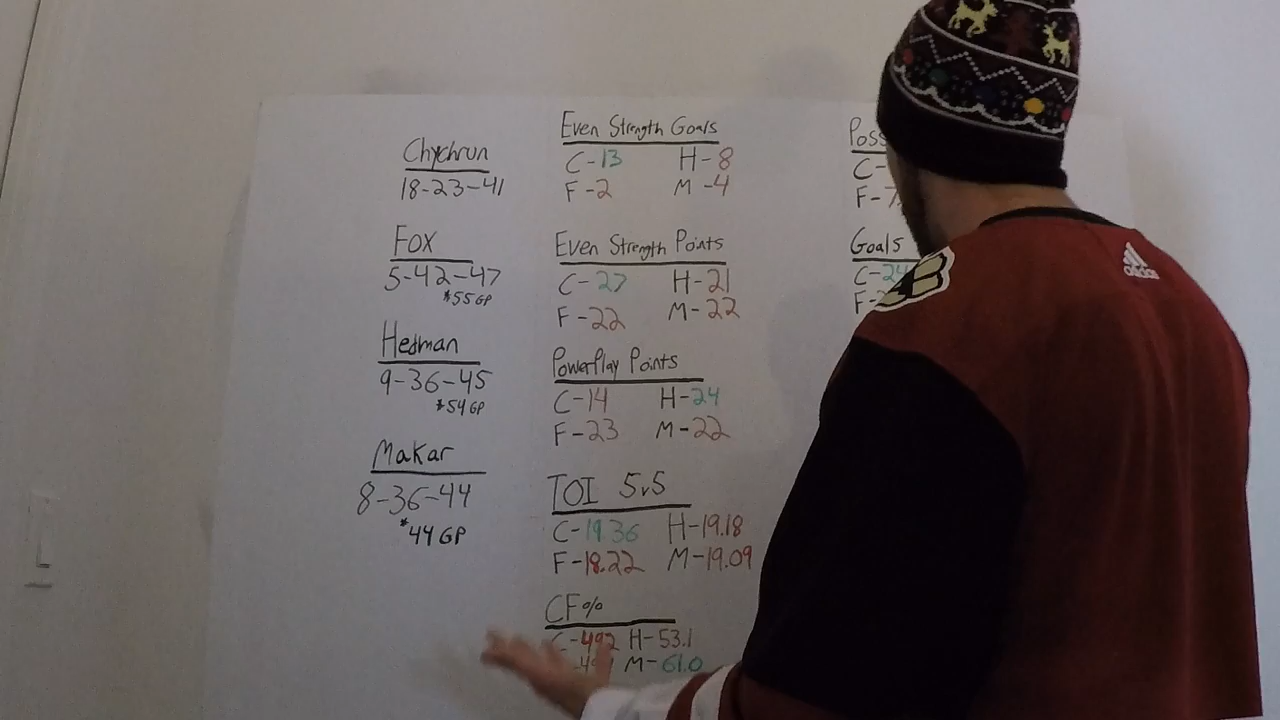 Chychrun
18-23-41
Fox
5-42-47
*55 GP
Hedman
9-36-45
*54 GP
Makar
8-36-44
*44 GP
Even Strength Goals
C-13 H-8
F-2 M-4
Even Strength Points
C-27 H-21
F-22 M-22
PowerPlay Points
C-14 H-24
F-23 M-22
TOI 5v5
C-19.36 H-19.18
F-18.22 M-19.09
CF%
C-49.2 H-53.1
M-61.0
Poss
C-
F-7
Goals
C-24
F-
adidas